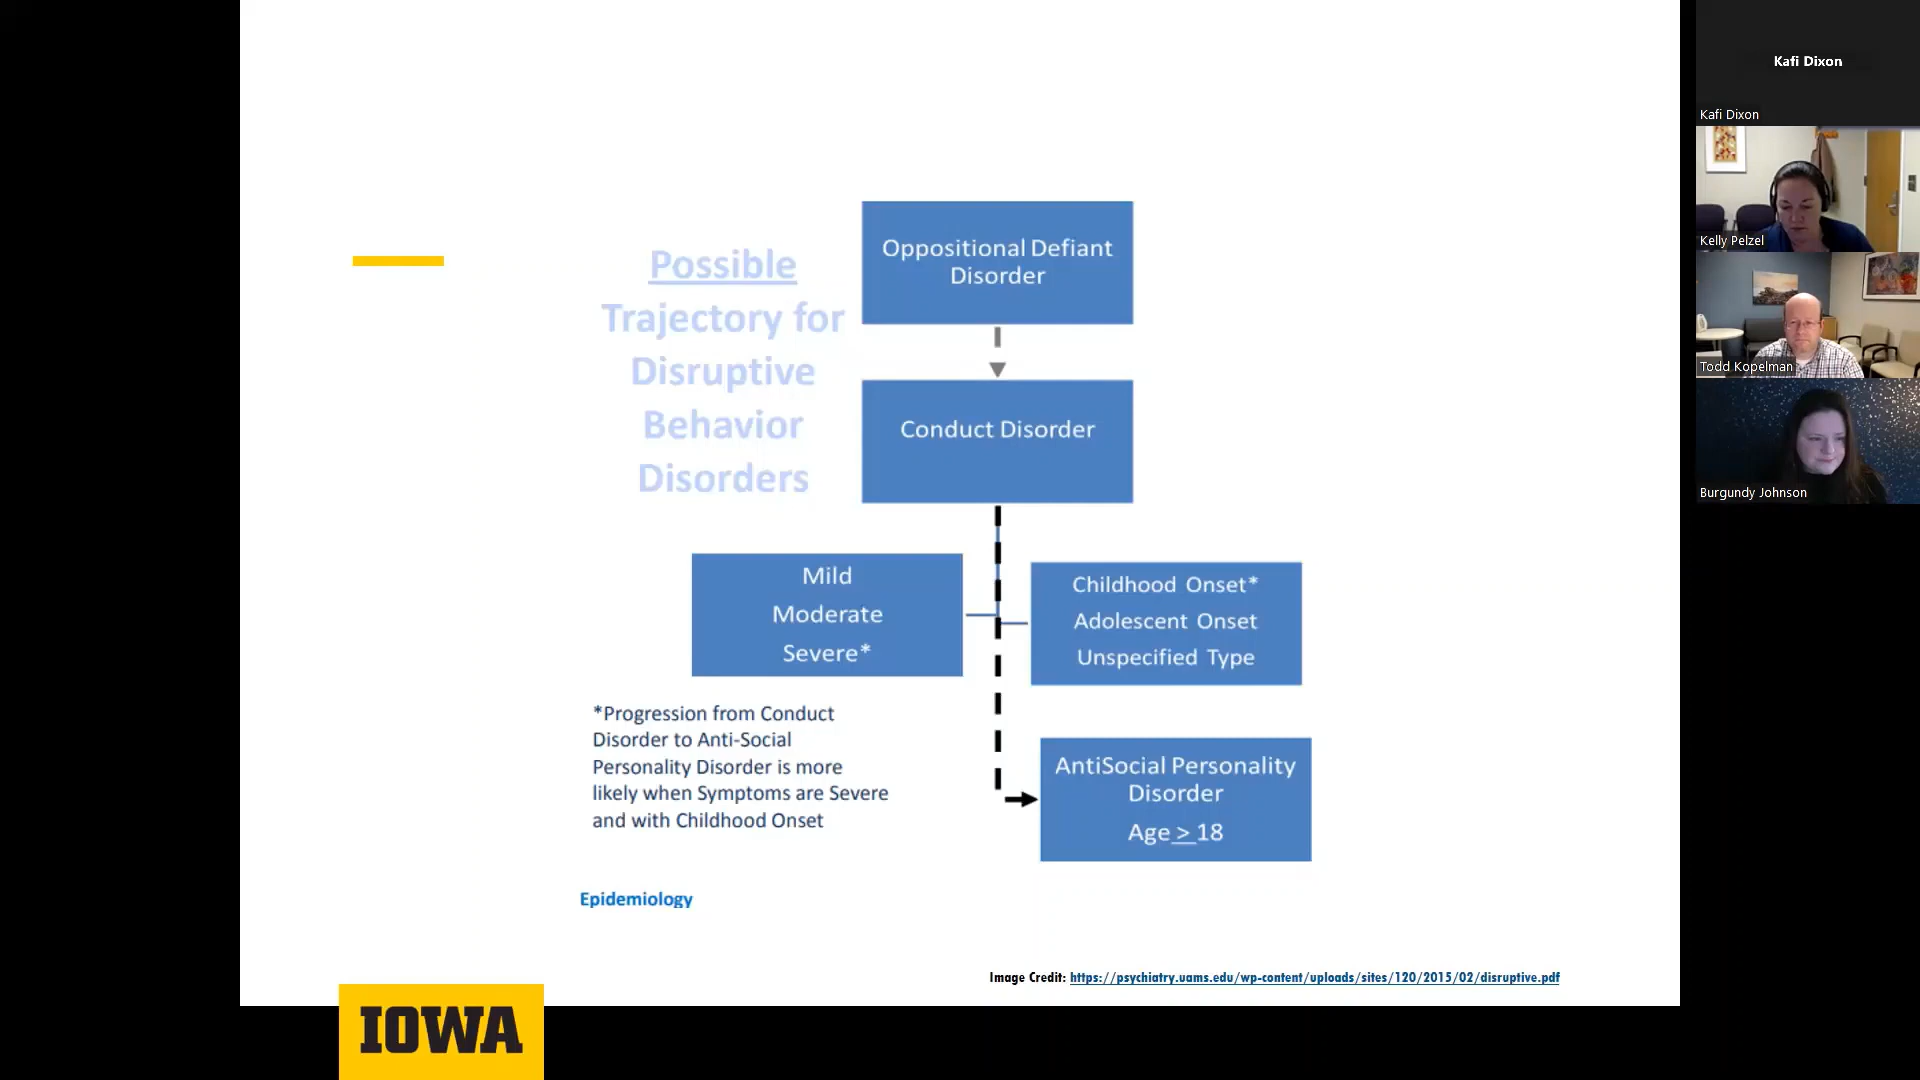 Possible
Trajectory for
Disruptive
Behavior
Disorders
Oppositional Defiant
Disorder
Conduct Disorder
Mild
Moderate
Severe*
Childhood Onset*
Adolescent Onset
Unspecified Type
*Progression from Conduct
Disorder to Anti-Social
Personality Disorder is more
likely when Symptoms are Severe
and with Childhood Onset
AntiSocial Personality
Disorder
Age > 18
Epidemiology
Image Credit: https://psychiatry.uams.edu/wp-content/uploads/sites/120/2015/02/disruptive.pdf
IOWA
Kafi Dixon
Kafi Dixon
Kelly Pelzel
Todd Kopelman
Burgundy Johnson